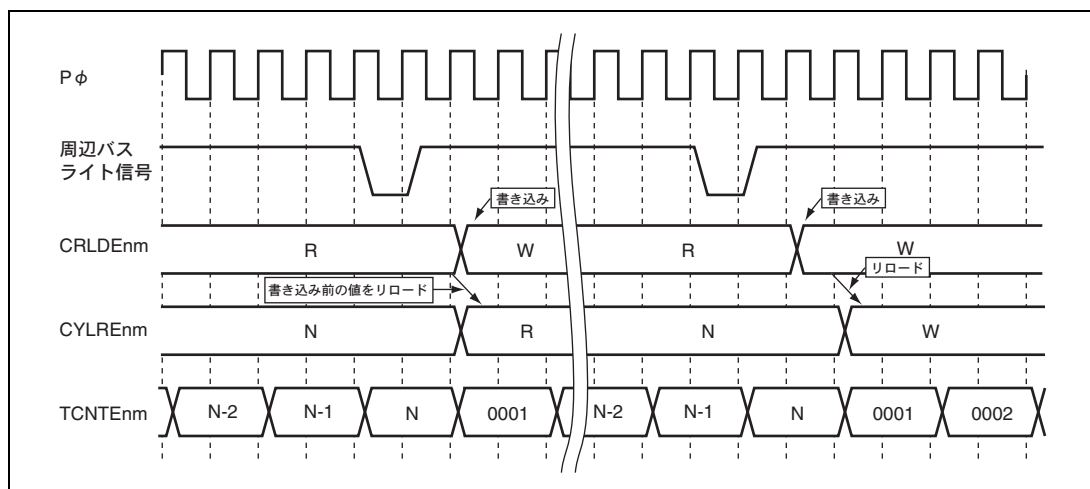 Pφ
周辺バス
ライト信号
書き込み
書き込み
CRLDEnm
R
W
R
W
リロード
書き込み前の値をリロード
CYLREnm
N
R
N
W
TCNTEnm
N-2
N-1
N
0001
N-2
N-1
N
0001
0002